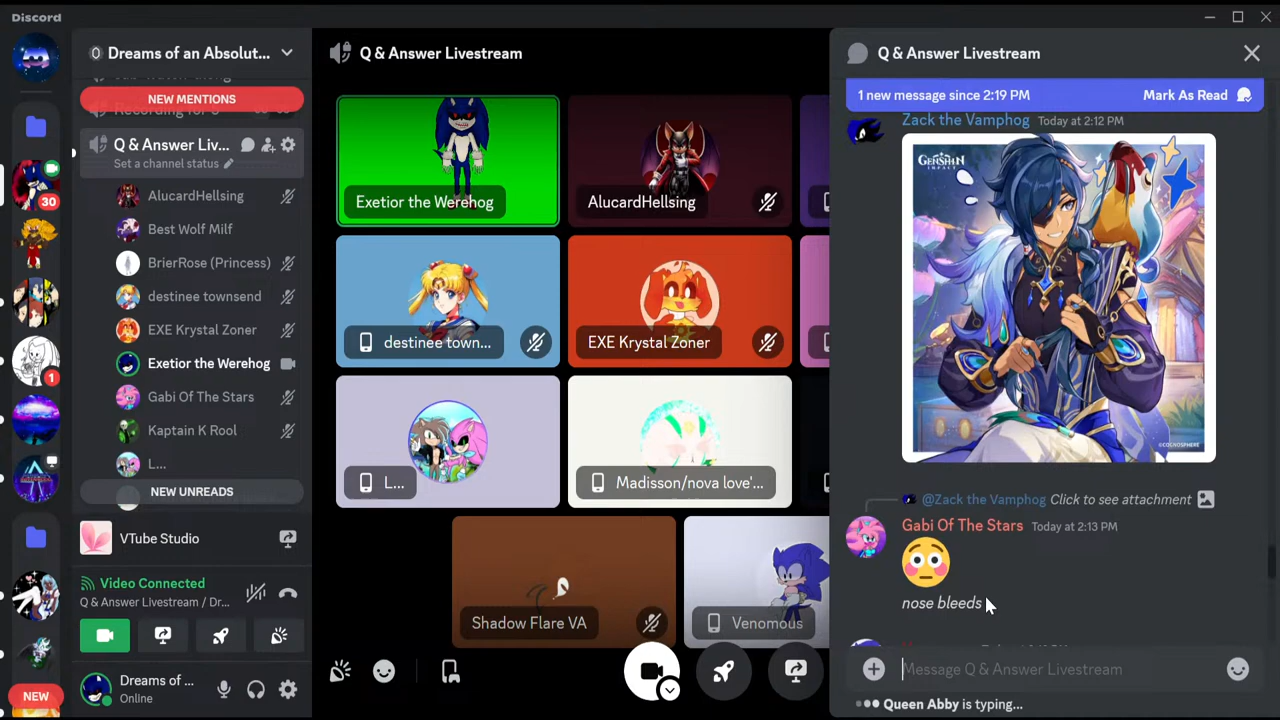 Discord
Dreams of an Absolut...
NEW MENTIONS
Q & Answer Liv...
Set a channel status
AlucardHellsing
Best Wolf Milf
BrierRose (Princess)
destinee townsend
EXE Krystal Zoner
Exetior the Werehog
Gabi Of The Stars
Kaptain K Rool
L...
NEW UNREADS
VTube Studio
Video Connected
Q & Answer Livestream / Dr...
Dreams of ...
Online
30
1
NEW
Q & Answer Livestream
Exetior the Werehog
AlucardHellsing
destinee town...
EXE Krystal Zoner
L...
Madisson/nova love'...
Shadow Flare VA
Venomous
Q & Answer Livestream
1 new message since 2:19 PM
Mark As Read
Zack the Vamphog Today at 2:12 PM
GENSHIN
IMPACT
©COSNOSPHERE
@Zack the Vamphog Click to see attachment
Gabi Of The Stars Today at 2:13 PM
nose bleeds
Message Q & Answer Livestream
Queen Abby is typing...